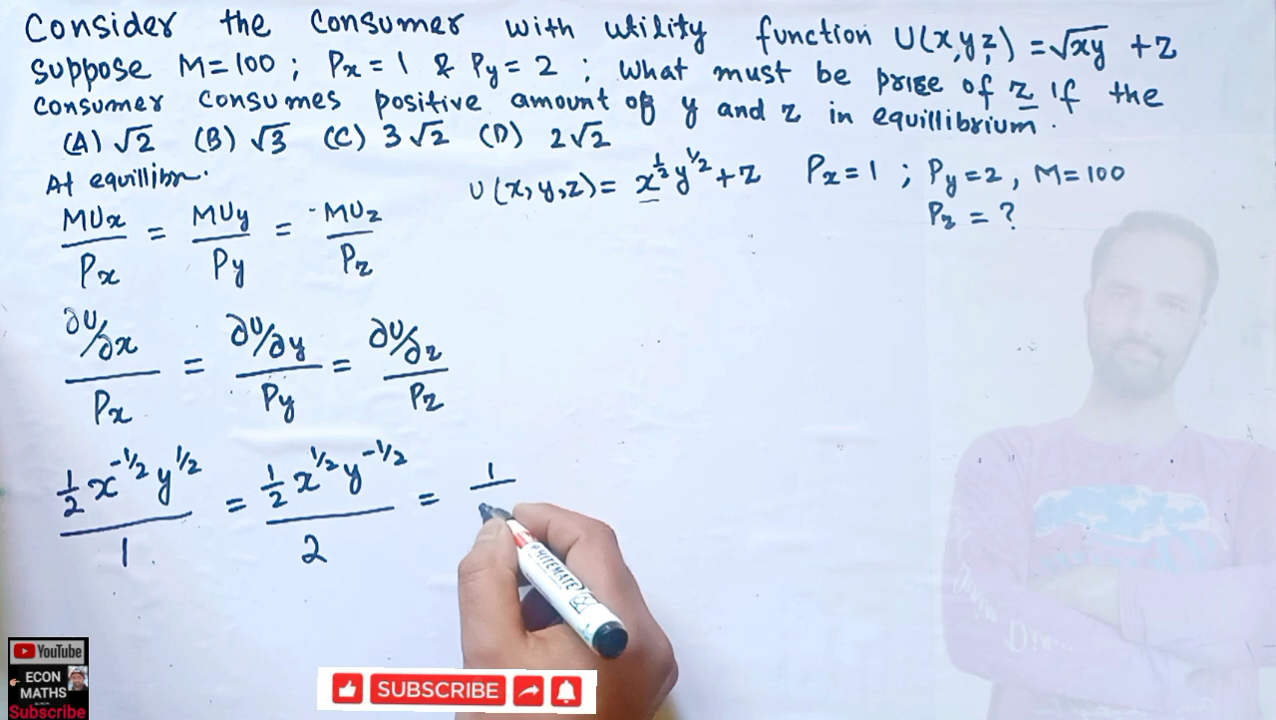 Consider the Consumer with utility function U(x,y,z) = √xy + z
suppose M=100 ; Px = 1 & Py = 2 ; What must be price of z if the
consumer consumes positive amount of y and z in equillibrium.
(A) √2 (B) √3 (C) 3√2 (D) 2√2
At equillibr.
U(x,y,z) = x^½ y^1/2 + z Px = 1 ; Py = 2, M = 100
Pz = ?
MUx/Px = MUy/Py = MUz/Pz
∂U/∂x / Px = ∂U/∂y / Py = ∂U/∂z / Pz
½ x^-1/2 y^1/2 / 1 = ½ x^1/2 y^-1/2 / 2 = 1
WHITEMATE
YouTube
ECON
MATHS
Subscribe
SUBSCRIBE